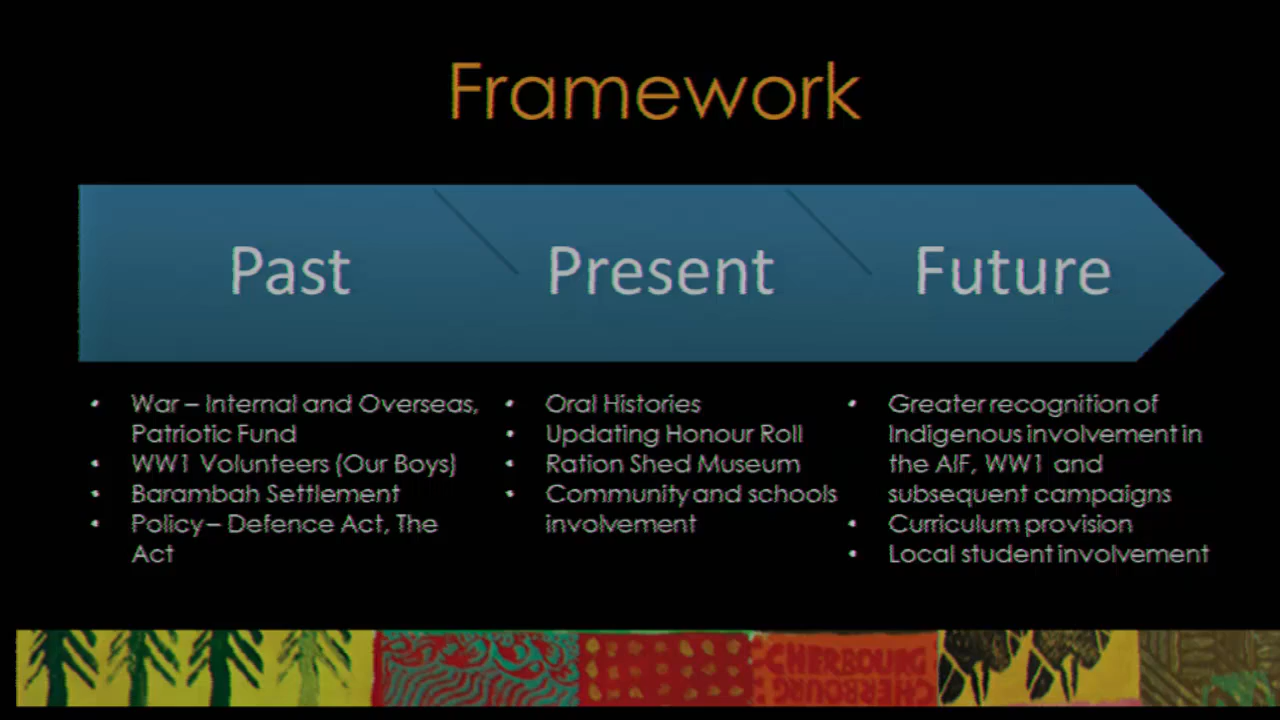 Framework
Past
Present
Future
• War – Internal and Overseas,
Patriotic Fund
• WW1 Volunteers (Our Boys)
• Barambah Settlement
• Policy – Defence Act, The
Act
• Oral Histories
• Updating Honour Roll
• Ration Shed Museum
• Community and schools
involvement
• Greater recognition of
Indigenous involvement in
the AIF, WW1 and
subsequent campaigns
• Curriculum provision
• Local student involvement
CHERBOURG
CHERBOURG